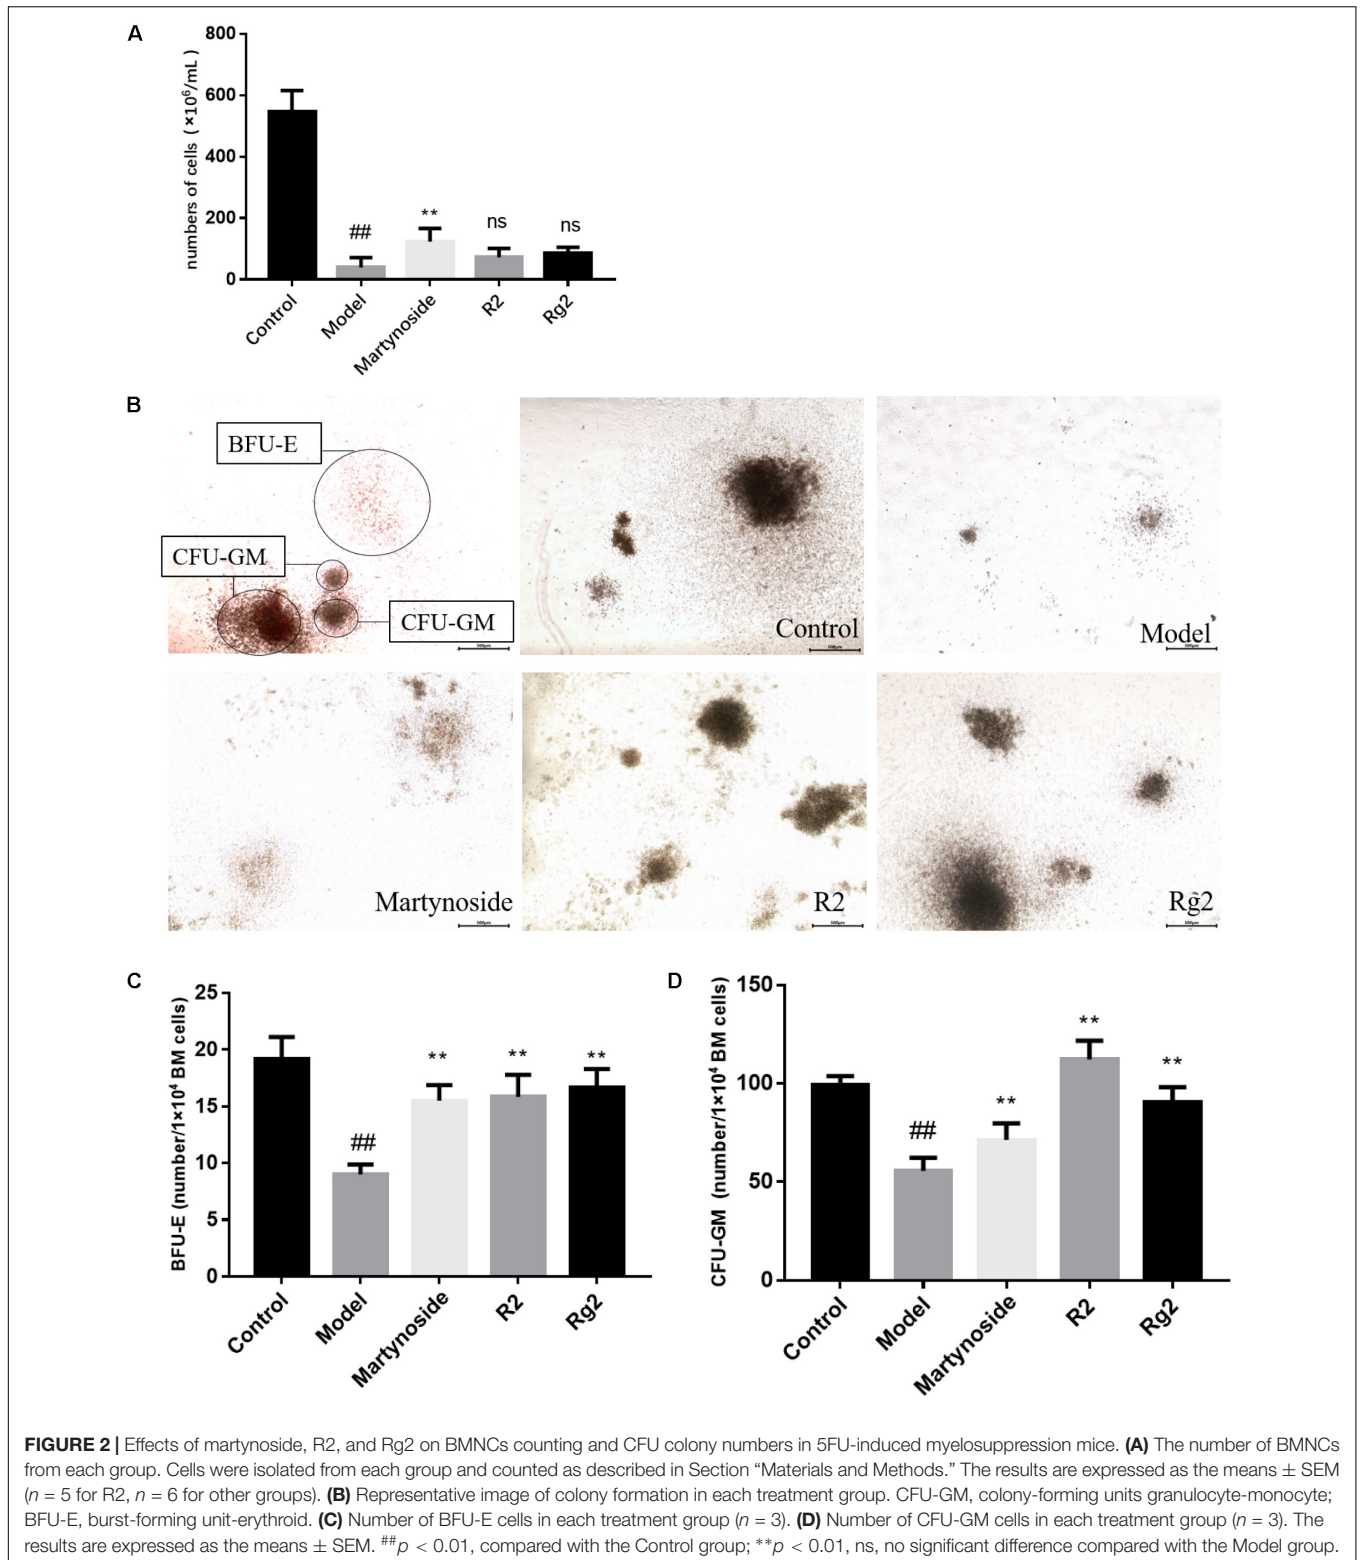 A
800
600
400
200
0
numbers of cells (×10⁶/mL)
##
**
ns
ns
Control
Model
Martynoside
R2
Rg2
B
BFU-E
CFU-GM
CFU-GM
500μm
Control
500μm
Model
500μm
Martynoside
500μm
R2
500μm
Rg2
500μm
C
25
20
15
10
5
0
BFU-E (number/1×10⁴ BM cells)
##
**
**
**
Control
Model
Martynoside
R2
Rg2
D
150
100
50
0
CFU-GM (number/1×10⁴ BM cells)
##
**
**
**
Control
Model
Martynoside
R2
Rg2
FIGURE 2 | Effects of martynoside, R2, and Rg2 on BMNCs counting and CFU colony numbers in 5FU-induced myelosuppression mice. (A) The number of BMNCs
from each group. Cells were isolated from each group and counted as described in Section “Materials and Methods.” The results are expressed as the means ± SEM
(n = 5 for R2, n = 6 for other groups). (B) Representative image of colony formation in each treatment group. CFU-GM, colony-forming units granulocyte-monocyte;
BFU-E, burst-forming unit-erythroid. (C) Number of BFU-E cells in each treatment group (n = 3). (D) Number of CFU-GM cells in each treatment group (n = 3). The
results are expressed as the means ± SEM. ##p < 0.01, compared with the Control group; **p < 0.01, ns, no significant difference compared with the Model group.